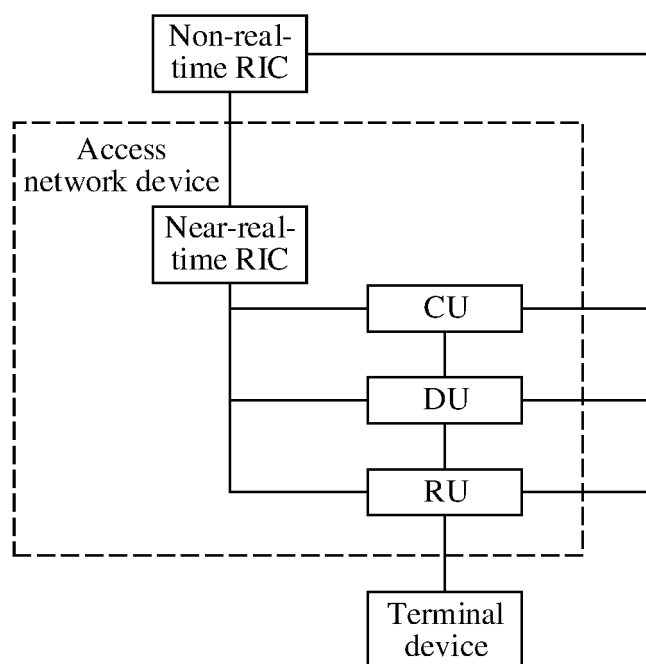 Non-real-
time RIC
Access
network device
Near-real-
time RIC
CU
DU
RU
Terminal
device